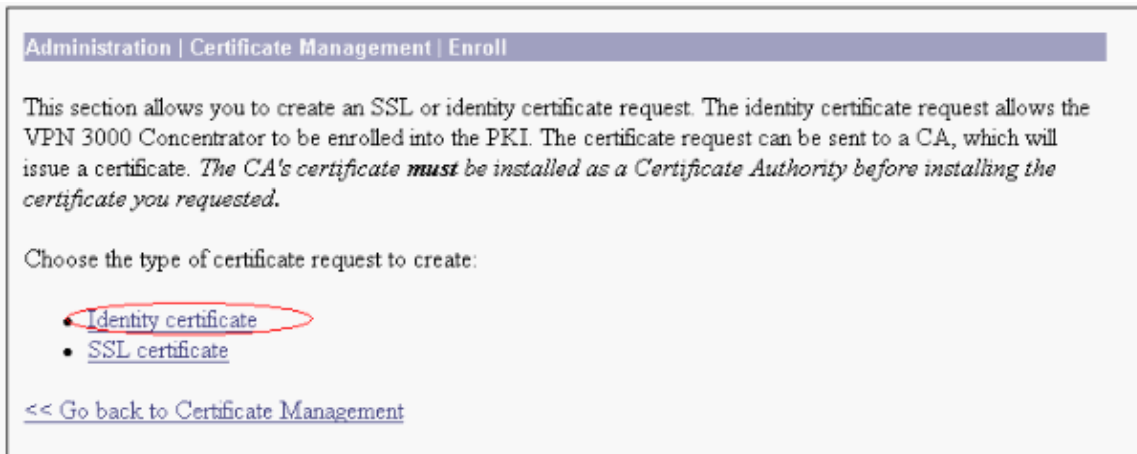 Administration | Certificate Management | Enroll
This section allows you to create an SSL or identity certificate request. The identity certificate request allows the
VPN 3000 Concentrator to be enrolled into the PKI. The certificate request can be sent to a CA, which will
issue a certificate. The CA's certificate must be installed as a Certificate Authority before installing the
certificate you requested.
Choose the type of certificate request to create:
• Identity certificate
• SSL certificate
<< Go back to Certificate Management